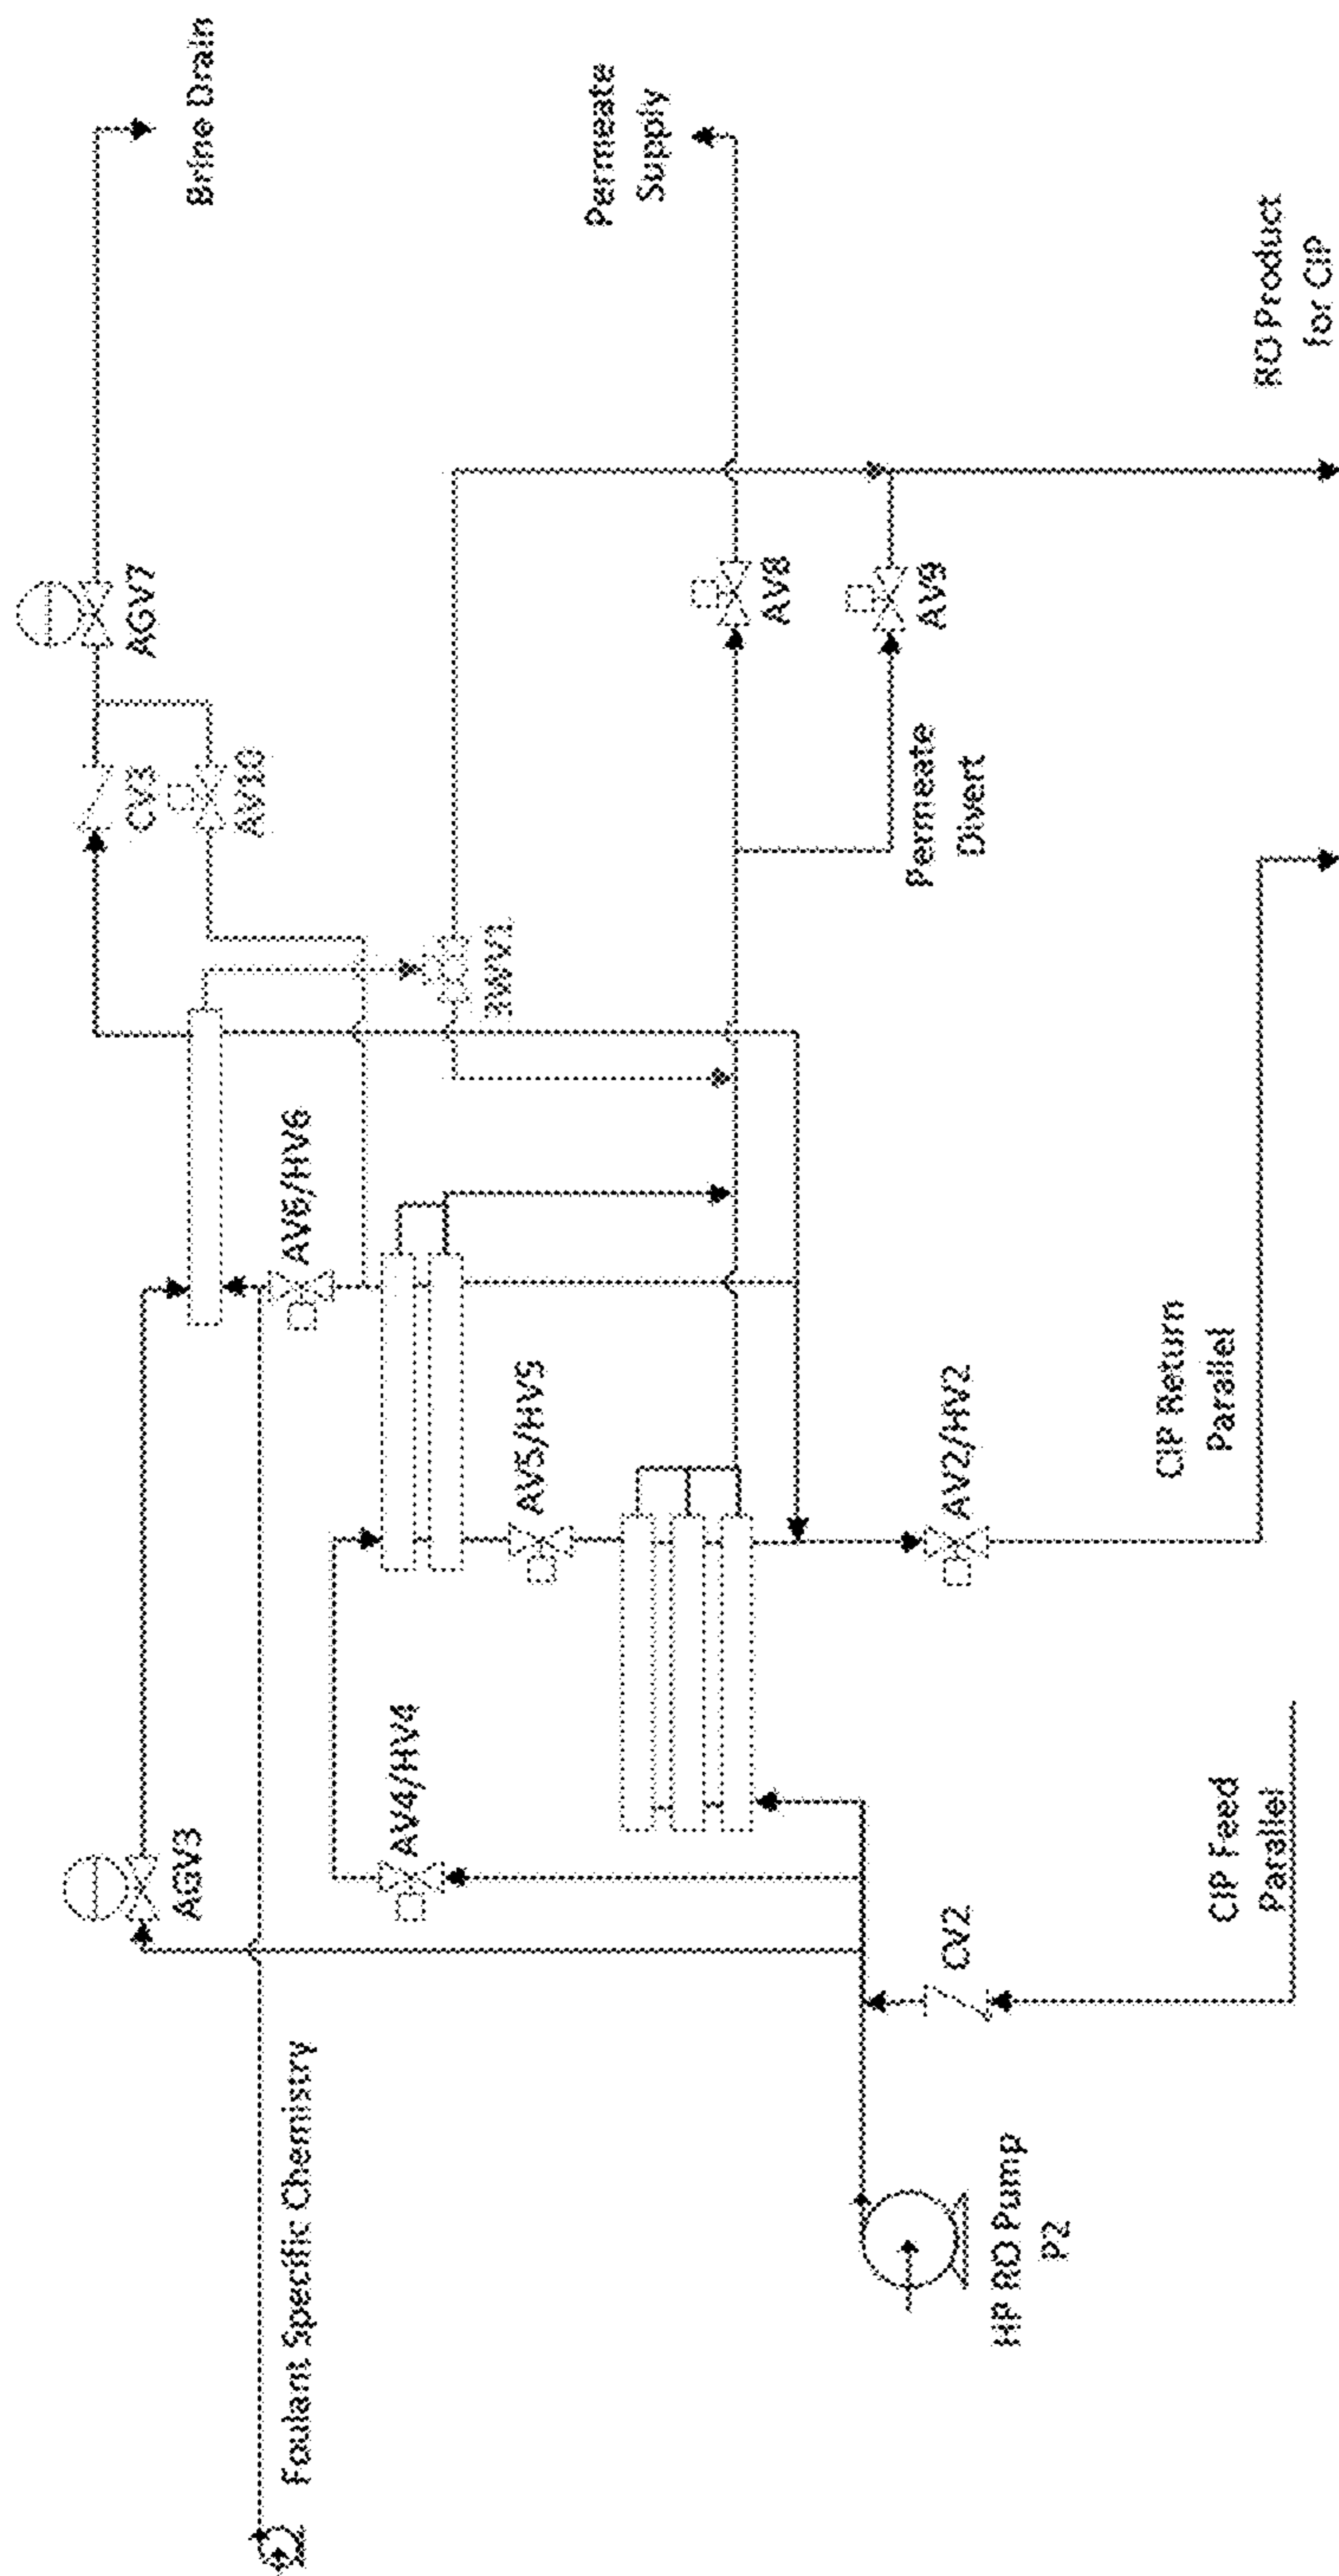 Brine Drain
AGV7
CV3
AV10
3WV1
Permeate
Supply
AV8
AV9
Permeate
Divert
RO Product
for CIP
AV6/HV6
AV5/HV5
AV2/HV2
CIP Return
Parallel
AGV3
AV4/HV4
CV2
CIP Feed
Parallel
Foulant Specific Chemistry
HP RO Pump
P2